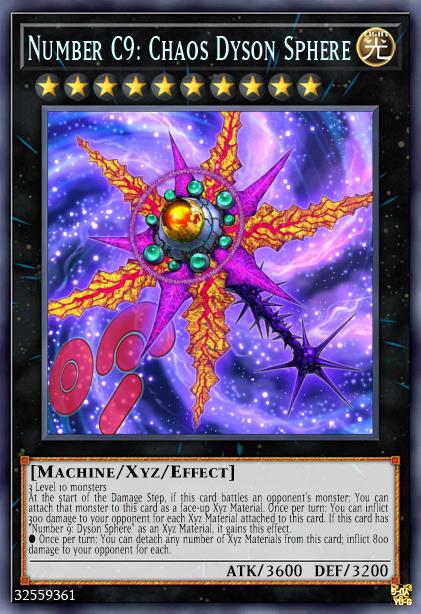 NUMBER C9: CHAOS DYSON SPHERE
LIGHT
光
[MACHINE/XYZ/EFFECT]
3 Level 10 monsters
At the start of the Damage Step, if this card battles an opponent's monster: You can
attach that monster to this card as a face-up Xyz Material. Once per turn: You can inflict
300 damage to your opponent for each Xyz Material attached to this card. If this card has
"Number 9: Dyson Sphere" as an Xyz Material, it gains this effect.
● Once per turn: You can detach any number of Xyz Materials from this card; inflict 800
damage to your opponent for each.
ATK/3600 DEF/3200
32559361